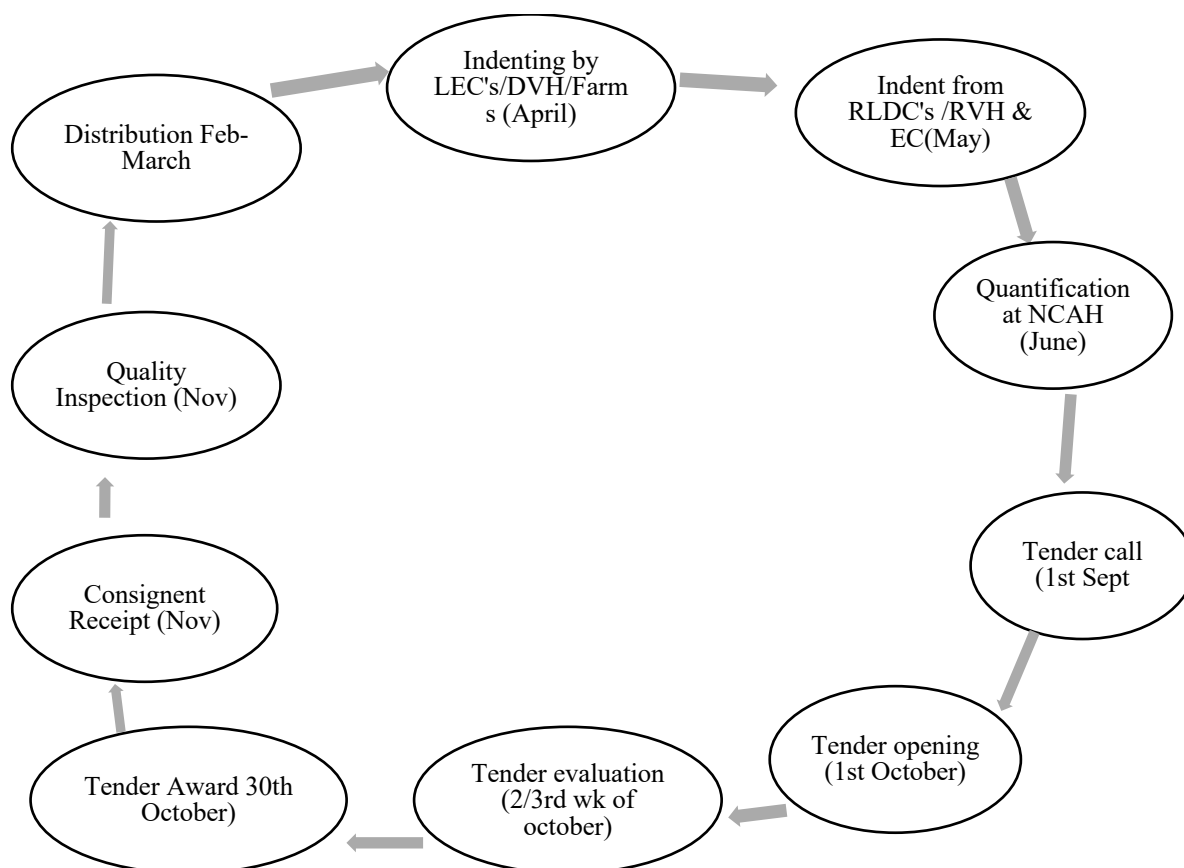 Indenting by
LEC's/DVH/Farm
s (April)
Indent from
RLDC's /RVH &
EC(May)
Quantification
at NCAH
(June)
Tender call
(1st Sept
Tender opening
(1st October)
Tender evaluation
(2/3rd wk of
october)
Tender Award 30th
October)
Consignent
Receipt (Nov)
Quality
Inspection (Nov)
Distribution Feb-
March